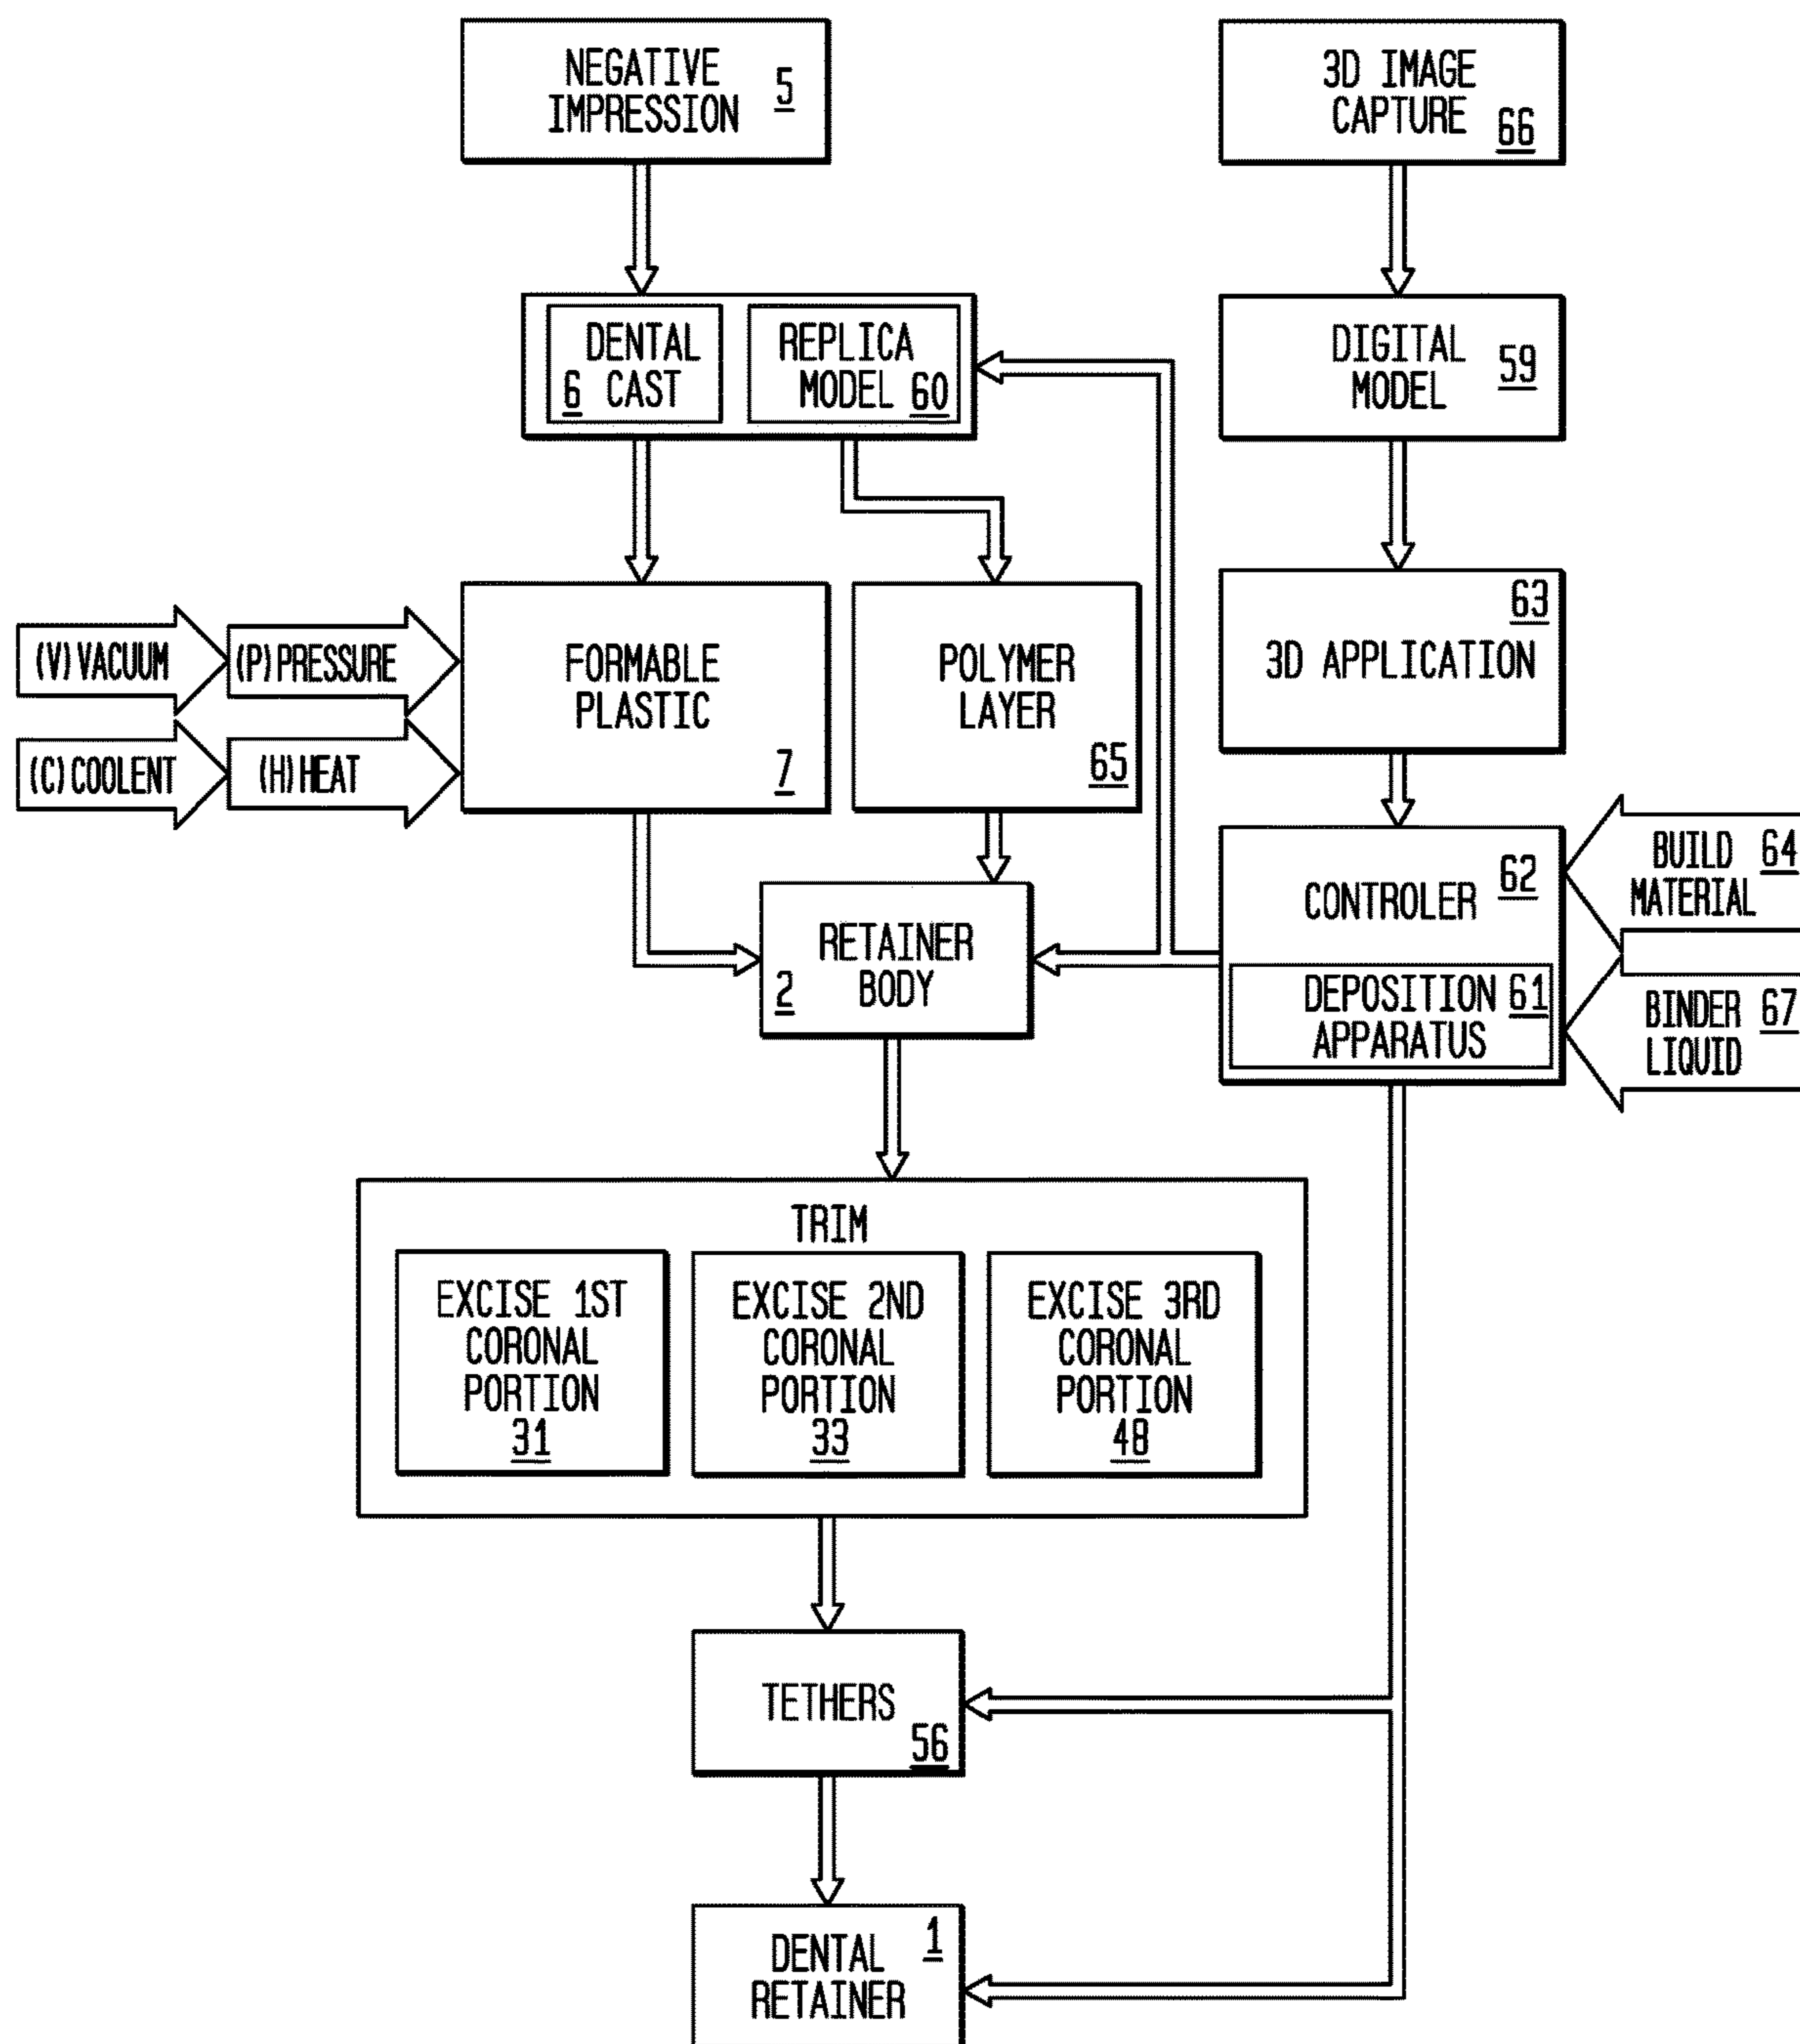 NEGATIVE
IMPRESSION 5
3D IMAGE
CAPTURE 66
DENTAL
6 CAST
REPLICA
MODEL 60
DIGITAL
MODEL 59
(V) VACUUM
(P) PRESSURE
(C) COOLENT
(H) HEAT
FORMABLE
PLASTIC
7
POLYMER
LAYER
65
63
3D APPLICATION
62
CONTROLER
DEPOSITION 61
APPARATUS
BUILD 64
MATERIAL
BINDER 67
LIQUID
RETAINER
2 BODY
TRIM
EXCISE 1ST
CORONAL
PORTION
31
EXCISE 2ND
CORONAL
PORTION
33
EXCISE 3RD
CORONAL
PORTION
48
TETHERS
56
1
DENTAL
RETAINER